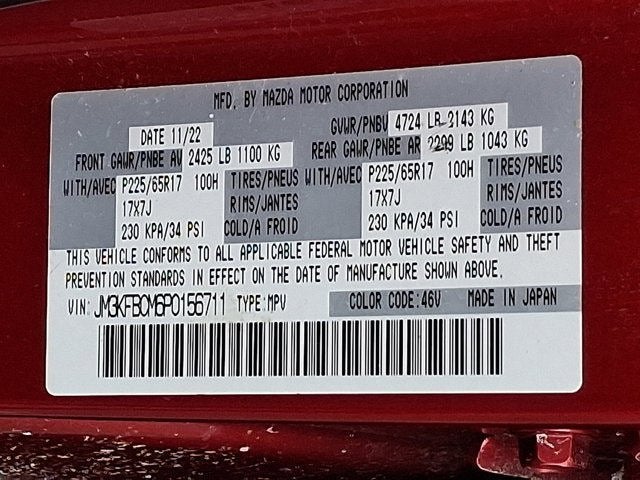 MFD. BY MAZDA MOTOR CORPORATION
DATE 11/22 GVWR/PNBV 4724 LB 2143 KG
FRONT GAWR/PNBE AV 2425 LB 1100 KG REAR GAWR/PNBE AR 2299 LB 1043 KG
WITH/AVEC P225/65R17 100H TIRES/PNEUS WITH/AVEC P225/65R17 100H TIRES/PNEUS
17X7J RIMS/JANTES 17X7J RIMS/JANTES
230 KPA/34 PSI COLD/A FROID 230 KPA/34 PSI COLD/A FROID
THIS VEHICLE CONFORMS TO ALL APPLICABLE FEDERAL MOTOR VEHICLE SAFETY AND THEFT
PREVENTION STANDARDS IN EFFECT ON THE DATE OF MANUFACTURE SHOWN ABOVE.
VIN: JM3KFBCM6P0156711 TYPE:MPV COLOR CODE:46V MADE IN JAPAN